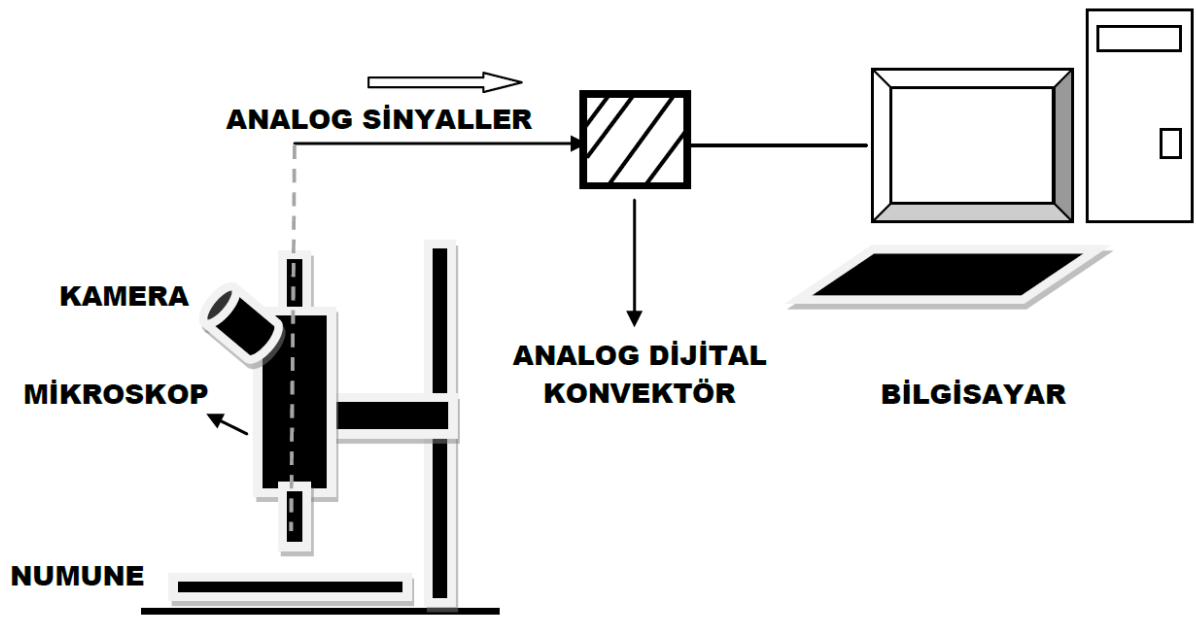 ANALOG SİNYALLER
KAMERA
MİKROSKOP
ANALOG DİJİTAL
KONVEKTÖR
BİLGİSAYAR
NUMUNE